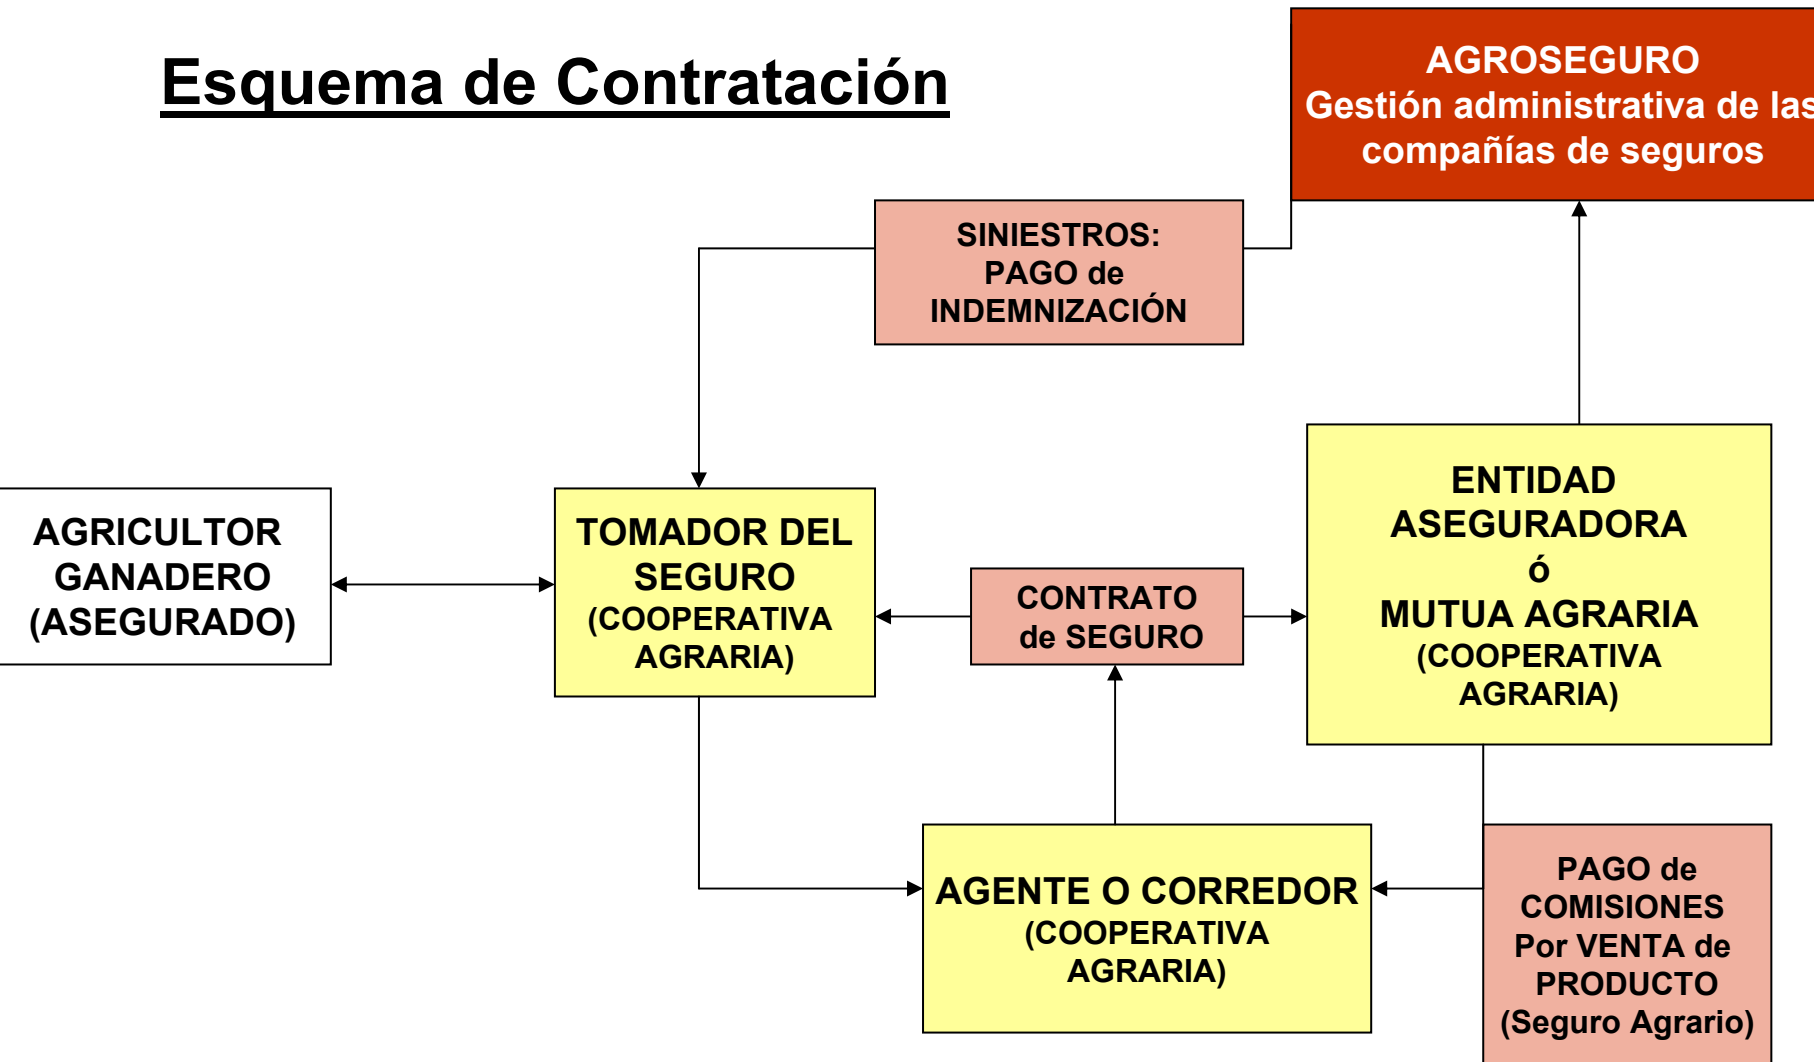 Esquema de Contratación
AGROSEGURO
Gestión administrativa de las
compañías de seguros
SINIESTROS:
PAGO de
INDEMNIZACIÓN
AGRICULTOR
GANADERO
(ASEGURADO)
TOMADOR DEL
SEGURO
(COOPERATIVA
AGRARIA)
CONTRATO
de SEGURO
ENTIDAD
ASEGURADORA
ó
MUTUA AGRARIA
(COOPERATIVA
AGRARIA)
AGENTE O CORREDOR
(COOPERATIVA
AGRARIA)
PAGO de
COMISIONES
Por VENTA de
PRODUCTO
(Seguro Agrario)